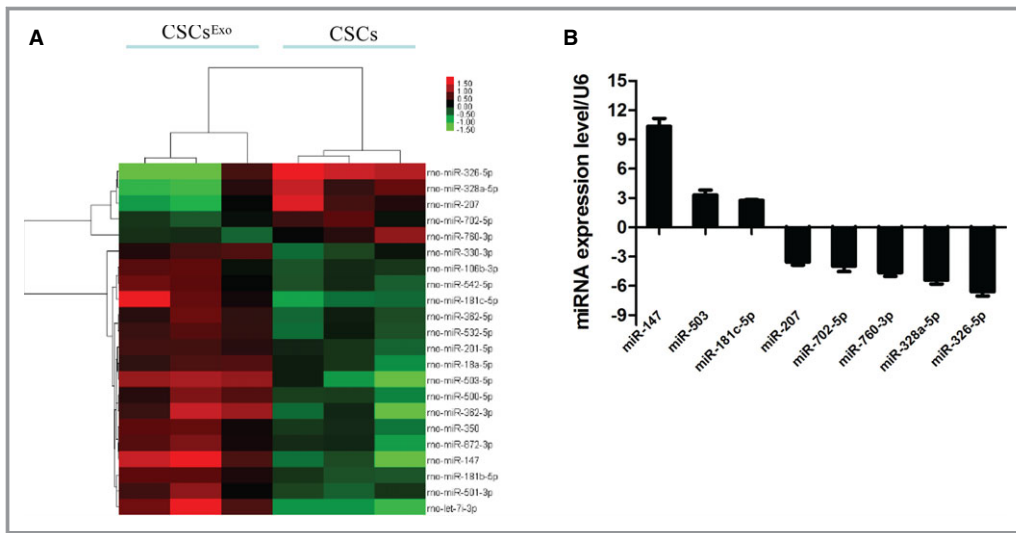 A
CSCsExo
CSCs
1.50
1.00
0.50
0.00
-0.50
-1.00
-1.50
rno-miR-326-5p
rno-miR-328a-5p
rno-miR-207
rno-miR-702-5p
rno-miR-760-3p
rno-miR-330-3p
rno-miR-106b-3p
rno-miR-542-5p
rno-miR-181c-5p
rno-miR-362-5p
rno-miR-532-5p
rno-miR-201-5p
rno-miR-18a-5p
rno-miR-503-5p
rno-miR-500-5p
rno-miR-362-3p
rno-miR-350
rno-miR-872-3p
rno-miR-147
rno-miR-181b-5p
rno-miR-501-3p
rno-let-7i-3p
B
miRNA expression level/U6
15
12
9
6
3
0
-3
-6
-9
miR-147
miR-503
miR-181c-5p
miR-207
miR-702-5p
miR-760-3p
miR-328a-5p
miR-326-5p